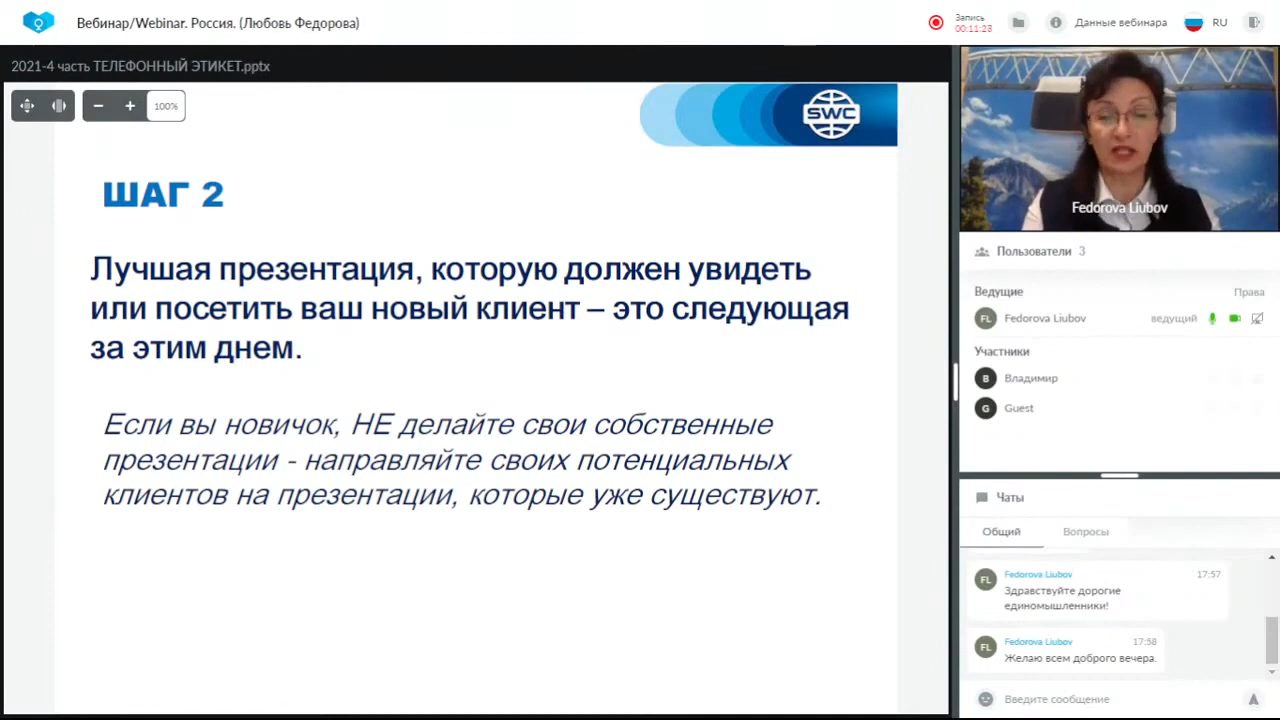 Вебинар/Webinar. Россия. (Любовь Федорова)
Запись
00:11:23
Данные вебинара
RU
2021-4 часть ТЕЛЕФОННЫЙ ЭТИКЕТ.pptx
100%
SWC
ШАГ 2
Лучшая презентация, которую должен увидеть
или посетить ваш новый клиент – это следующая
за этим днем.
Если вы новичок, НЕ делайте свои собственные
презентации - направляйте своих потенциальных
клиентов на презентации, которые уже существуют.
Fedorova Liubov
Пользователи 3
Ведущие Права
FL Fedorova Liubov ведущий
Участники
В Владимир
G Guest
Чаты
Общий Вопросы
FL Fedorova Liubov 17:57
Здравствуйте дорогие
единомышленники!
FL Fedorova Liubov 17:58
Желаю всем доброго вечера.
Введите сообщение